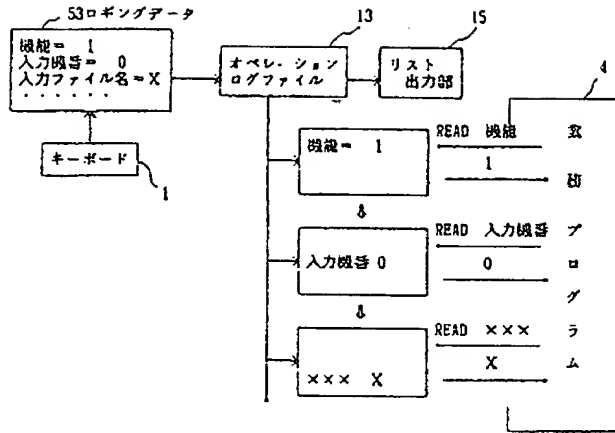 53ロギングデータ
機能= 1
入力機番= 0
入力ファイル名=X
・・・・・・
キーボード
1
13
オペレーション
ログファイル
15
リスト
出力部
4
機能= 1
READ 機能
1
入力機番 0
READ 入力機番
0
××× X
READ ×××
X
プログラム